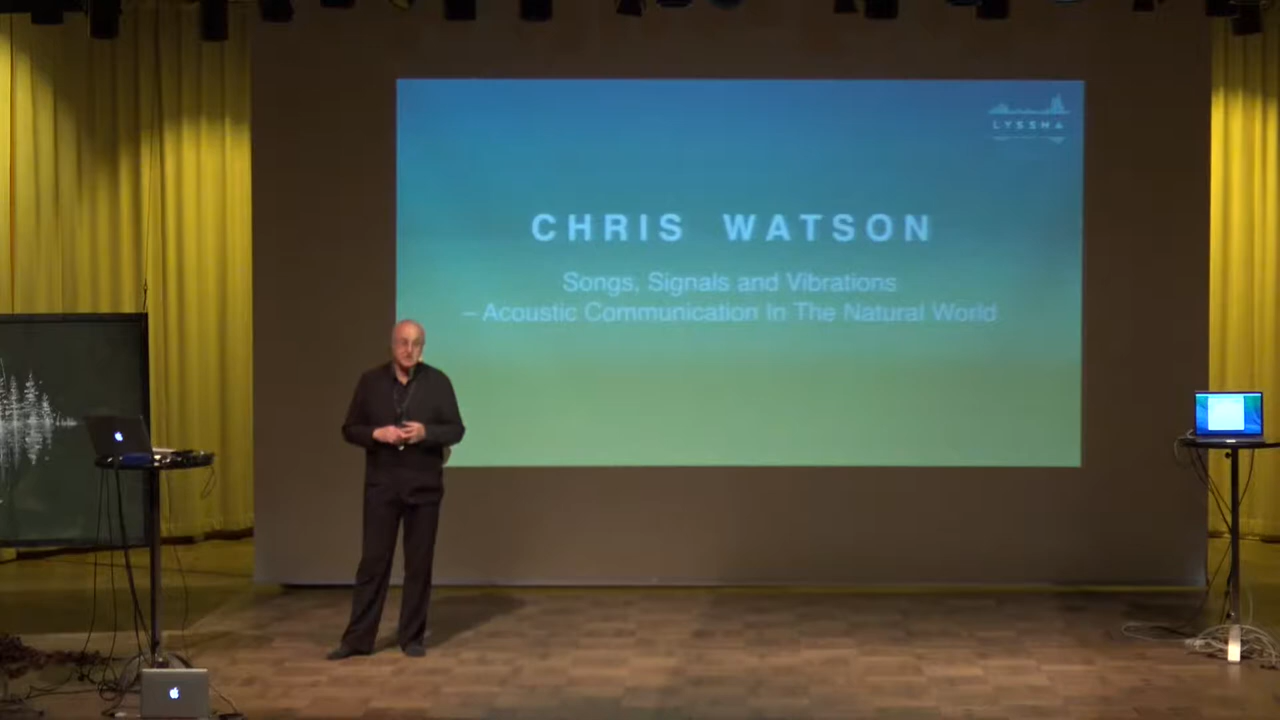 LYSSNA
CHRIS WATSON
Songs, Signals and Vibrations
– Acoustic Communication In The Natural World